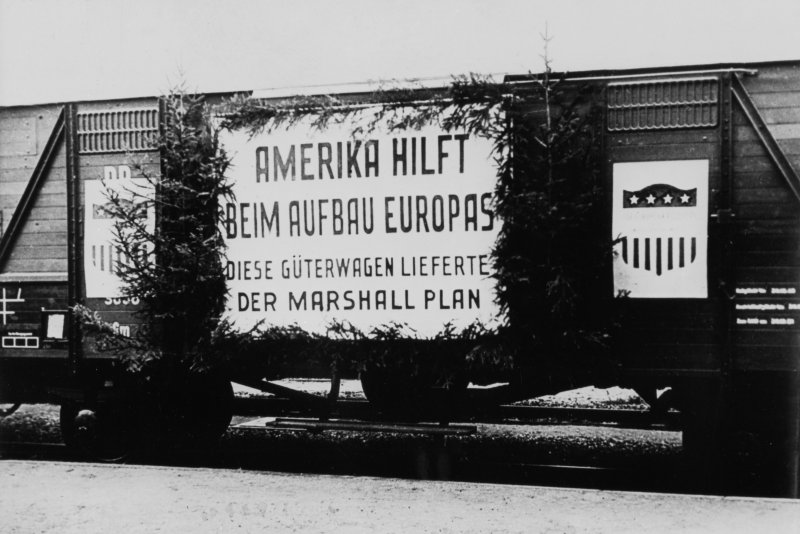 AMERIKA HILFT
BEIM AUFBAU EUROPAS
DIESE GÜTERWAGEN LIEFERTE
DER MARSHALL PLAN